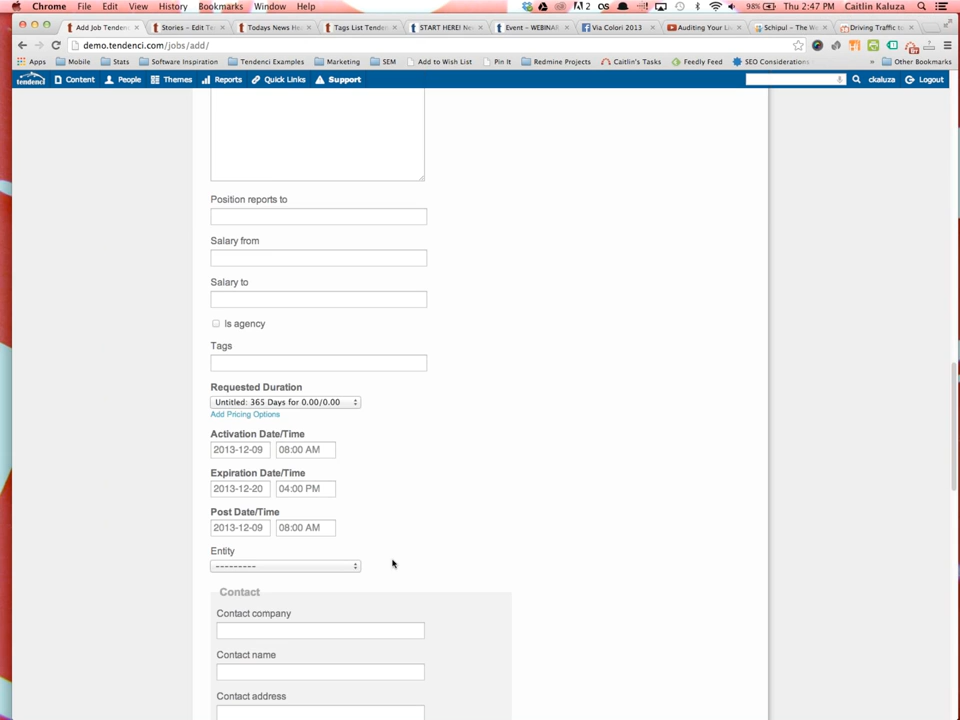 Chrome File Edit View History Bookmarks Window Help
2 OS 98% Thu 2:47 PM Caitlin Kaluza
Add Job Tendenc
Stories – Edit Te
Todays News He
Tags List Tenden
START HERE! Ne
Event – WEBINAR
Via Colori 2013
Auditing Your Li
Schipul – The We
Driving Traffic to
demo.tendenci.com/jobs/add/
Apps Mobile Stats Software Inspiration Tendenci Examples Marketing SEM Add to Wish List Pin It Redmine Projects Caitlin's Tasks Feedly Feed SEO Considerations » Other Bookmarks
tendenci Content People Themes Reports Quick Links Support ckaluza Logout
Position reports to
Salary from
Salary to
Is agency
Tags
Requested Duration
Untitled: 365 Days for 0.00/0.00
Add Pricing Options
Activation Date/Time
2013-12-09 08:00 AM
Expiration Date/Time
2013-12-20 04:00 PM
Post Date/Time
2013-12-09 08:00 AM
Entity
---------
Contact
Contact company
Contact name
Contact address